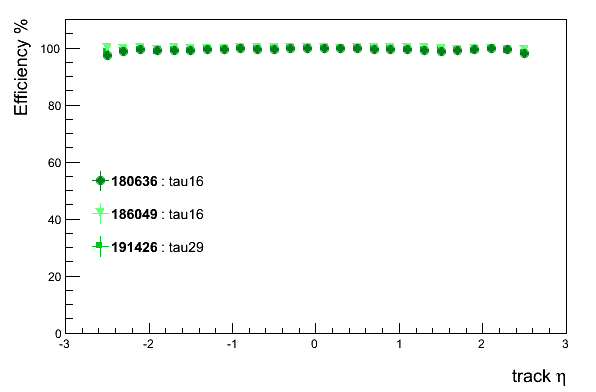 Efficiency %
100
80
60
40
20
0
180636 : tau16
186049 : tau16
191426 : tau29
-3 -2 -1 0 1 2 3
track η